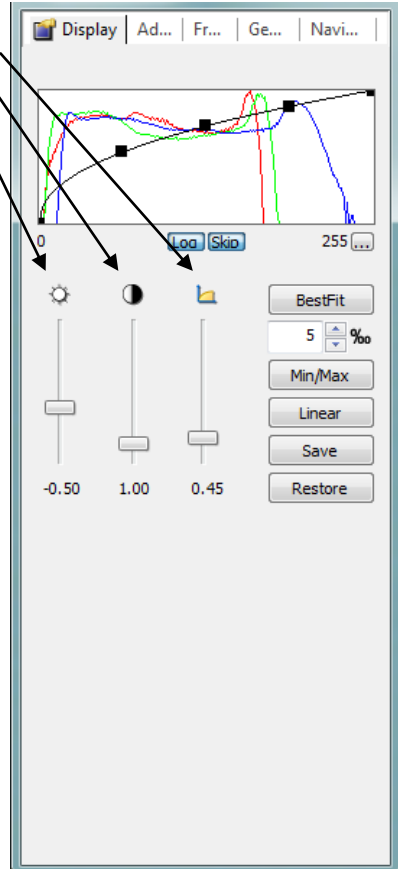 Display Ad... Fr... Ge... Navi...
0 Log Skip 255 ...
BestFit
5 ‰
Min/Max
Linear
Save
-0.50 1.00 0.45 Restore